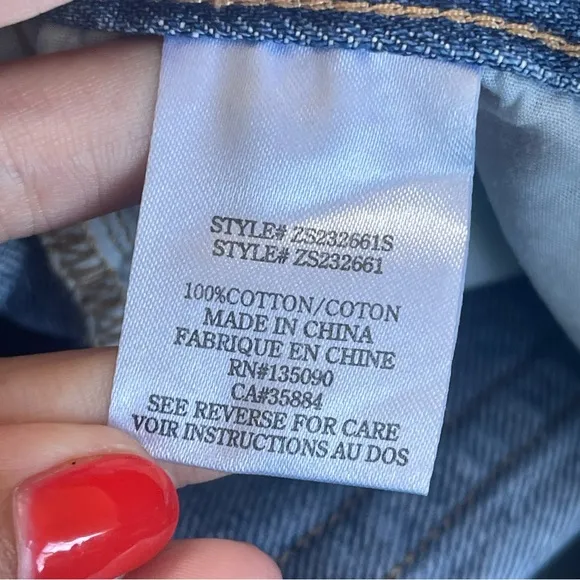 STYLE# ZS232661S
STYLE# ZS232661
100%COTTON/COTON
MADE IN CHINA
FABRIQUE EN CHINE
RN#135090
CA#35884
SEE REVERSE FOR CARE
VOIR INSTRUCTIONS AU DOS